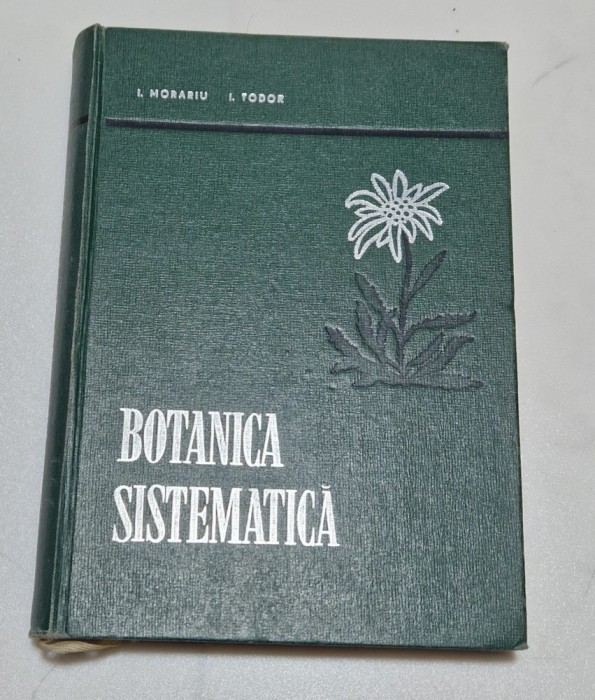 I. MORARIU I. TODOR
BOTANICA
SISTEMATICĂ